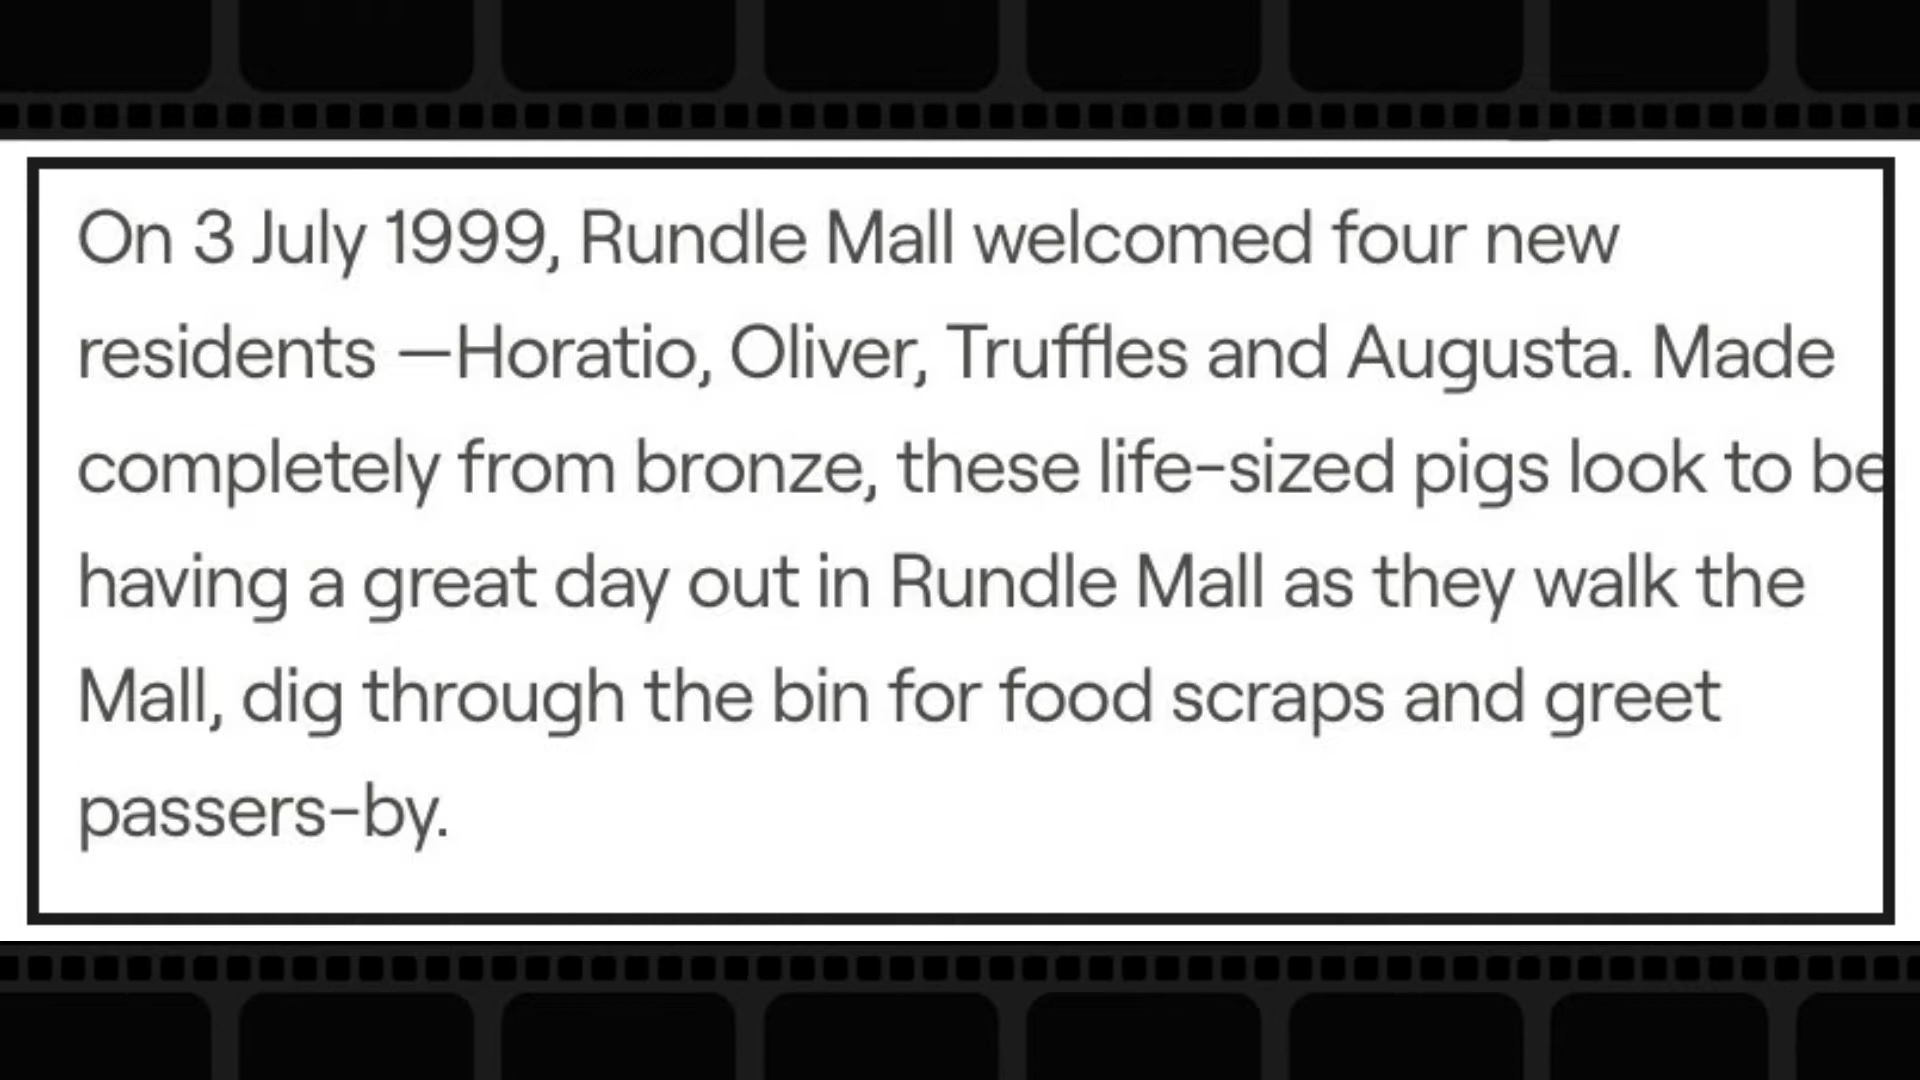 On 3 July 1999, Rundle Mall welcomed four new
residents —Horatio, Oliver, Truffles and Augusta. Made
completely from bronze, these life-sized pigs look to be
having a great day out in Rundle Mall as they walk the
Mall, dig through the bin for food scraps and greet
passers-by.